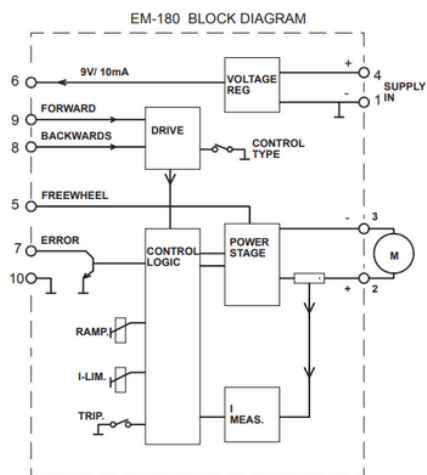 EM-180 BLOCK DIAGRAM
6
9V/ 10mA
VOLTAGE
REG
+
4
SUPPLY
IN
-
1
9
FORWARD
8
BACKWARDS
DRIVE
CONTROL
TYPE
5
FREEWHEEL
7
ERROR
10
CONTROL
LOGIC
POWER
STAGE
-
3
M
+
2
RAMP.
I-LIM.
TRIP.
I
MEAS.